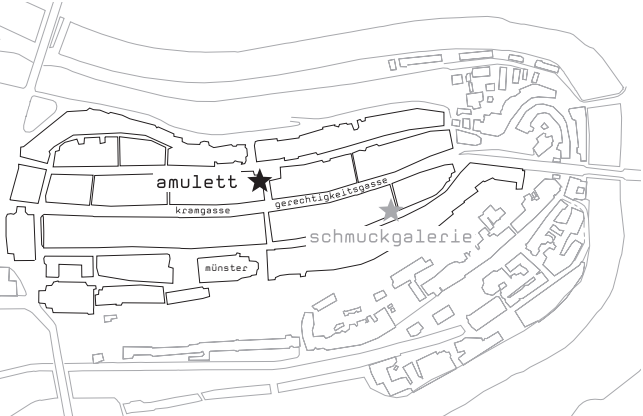 amulett
gerechtigkeitsgasse
kramgasse
schmuckgalerie
münster